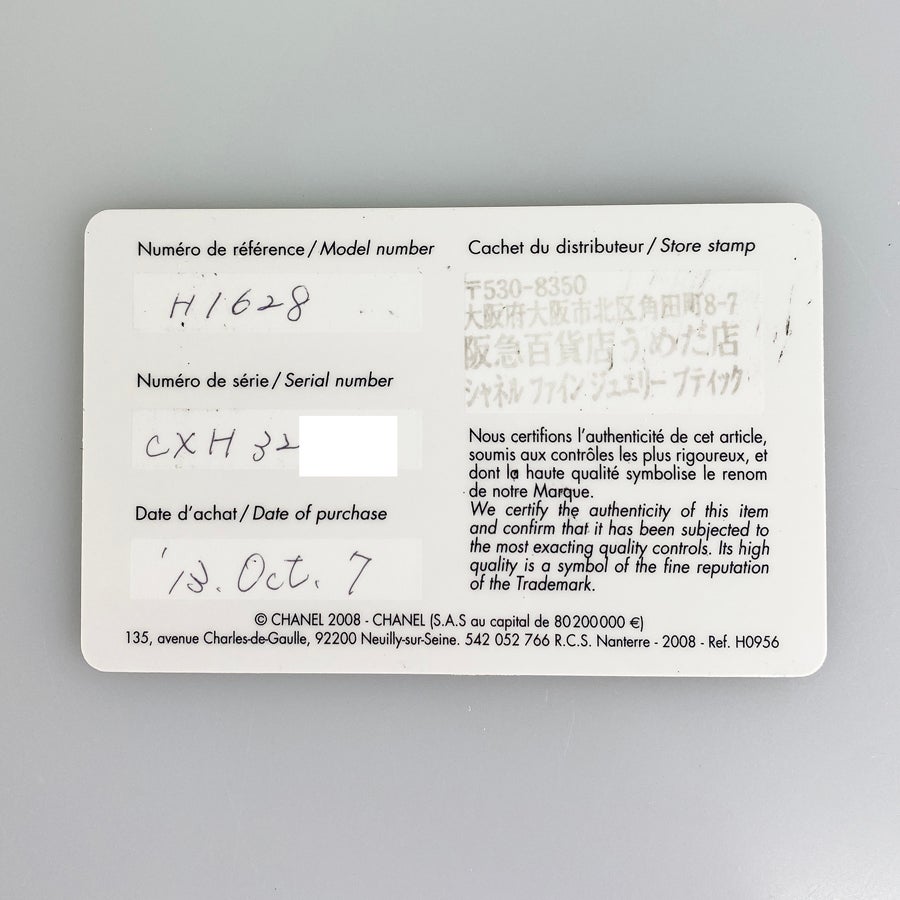 Numéro de référence / Model number
H1628
Numéro de série / Serial number
CXH 32
Date d'achat / Date of purchase
'13. Oct. 7
Cachet du distributeur / Store stamp
〒530-8350
大阪府大阪市北区角田町8-7
阪急百貨店うめだ店
シャネル ファイン ジュエリー ブティック
Nous certifions l'authenticité de cet article,
soumis aux contrôles les plus rigoureux, et
dont la haute qualité symbolise le renom
de notre Marque.
We certify the authenticity of this item
and confirm that it has been subjected to
the most exacting quality controls. Its high
quality is a symbol of the fine reputation
of the Trademark.
© CHANEL 2008 - CHANEL (S.A.S au capital de 80200000 €)
135, avenue Charles-de-Gaulle, 92200 Neuilly-sur-Seine. 542 052 766 R.C.S. Nanterre - 2008 - Ref. H0956